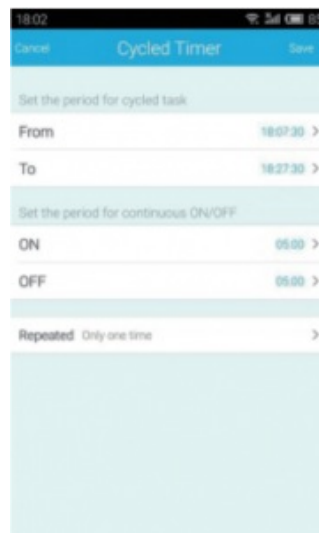 18:02
Cancel Cycled Timer Save
Set the period for cycled task
From 18:07:30 >
To 18:27:30 >
Set the period for continuous ON/OFF
ON 05:00 >
OFF 05:00 >
Repeated Only one time >